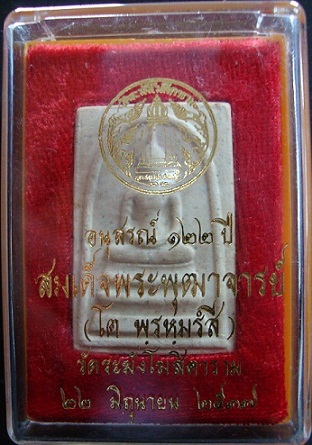 อนุสรณ์ ๑๒๒ ปี
สมเด็จพระพุฒาจารย์
(โต พฺรหฺมรํสี)
วัดระฆังโฆสิตาราม
๒๒ มิถุนายน ๒๕๓๗